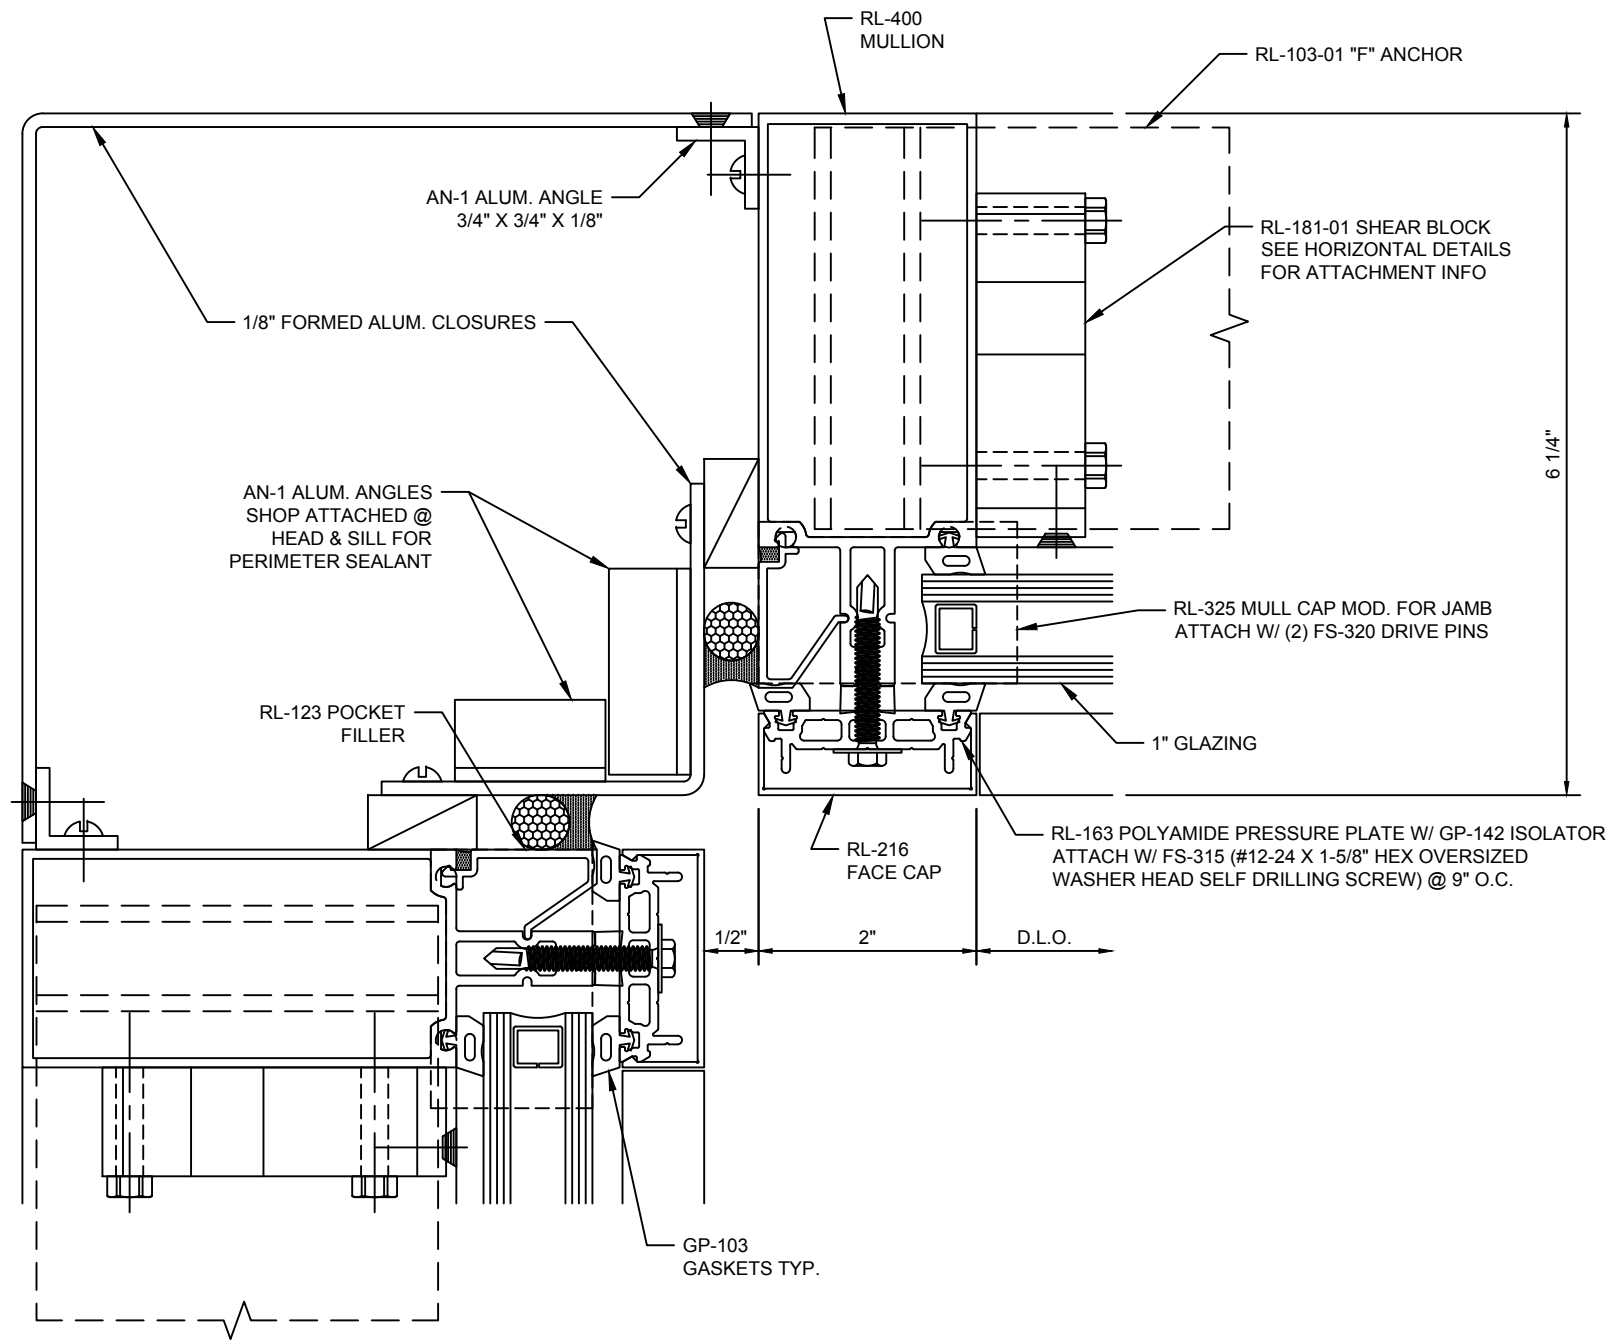 RL-400
MULLION
RL-103-01 "F" ANCHOR
AN-1 ALUM. ANGLE
3/4" X 3/4" X 1/8"
RL-181-01 SHEAR BLOCK
SEE HORIZONTAL DETAILS
FOR ATTACHMENT INFO
1/8" FORMED ALUM. CLOSURES
6 1/4"
AN-1 ALUM. ANGLES
SHOP ATTACHED @
HEAD & SILL FOR
PERIMETER SEALANT
RL-325 MULL CAP MOD. FOR JAMB
ATTACH W/ (2) FS-320 DRIVE PINS
RL-123 POCKET
FILLER
1" GLAZING
RL-163 POLYAMIDE PRESSURE PLATE W/ GP-142 ISOLATOR
ATTACH W/ FS-315 (#12-24 X 1-5/8" HEX OVERSIZED
WASHER HEAD SELF DRILLING SCREW) @ 9" O.C.
RL-216
FACE CAP
1/2"
2"
D.L.O.
GP-103
GASKETS TYP.